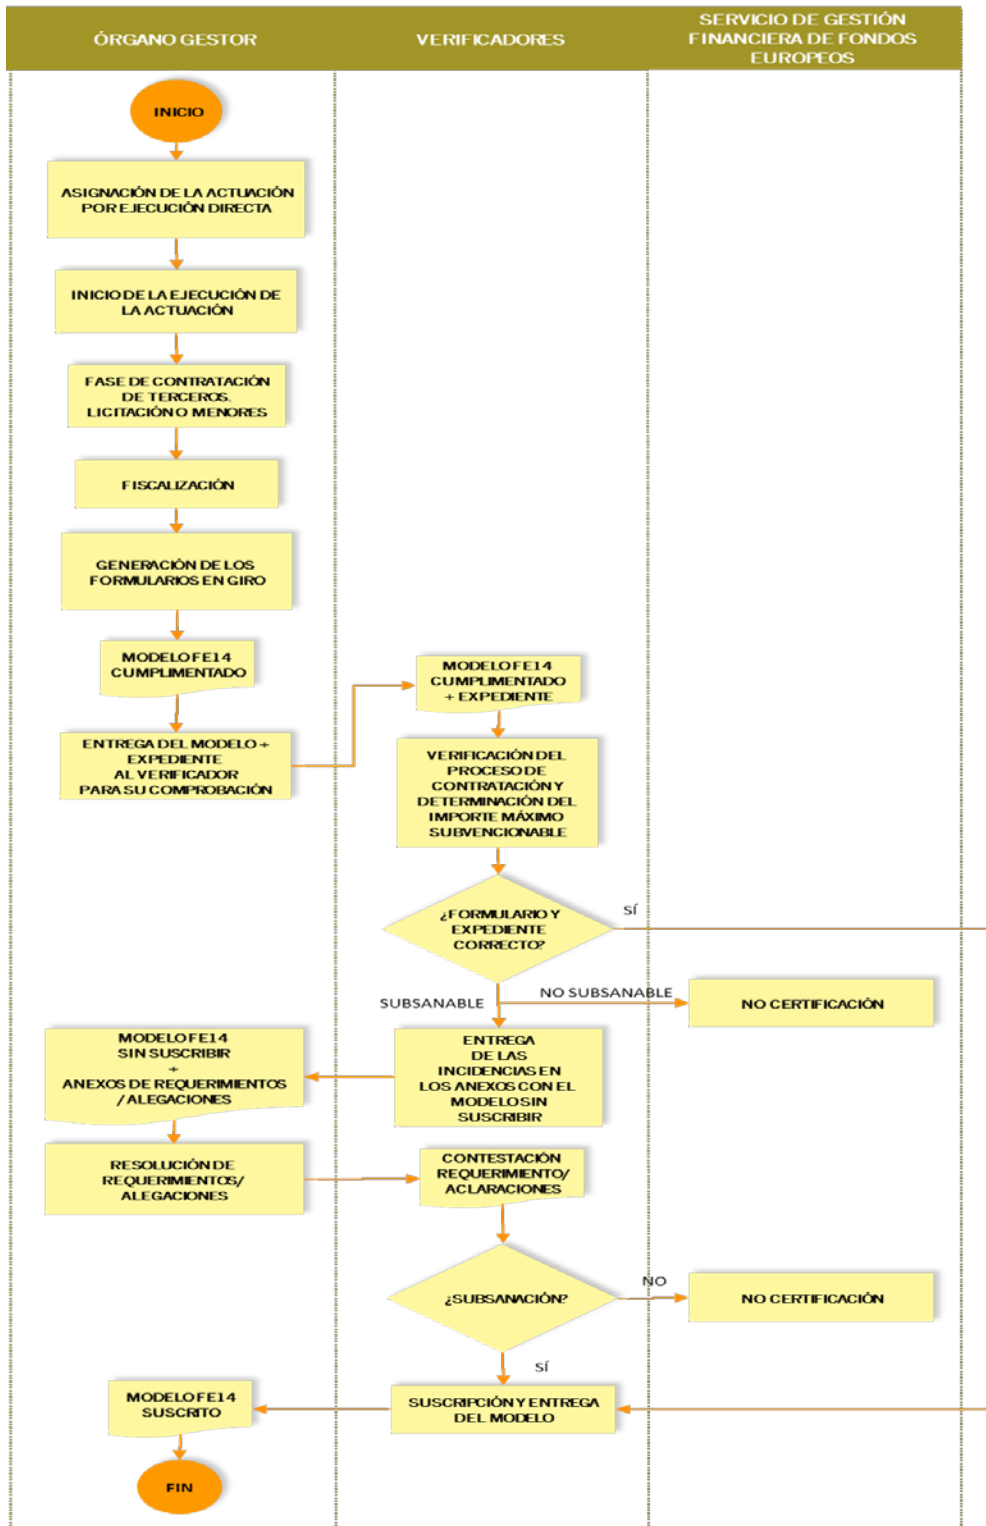 ÓRGANO GESTOR
VERIFICADORES
SERVICIO DE GESTIÓN
FINANCIERA DE FONDOS
EUROPEOS
INICIO
ASIGNACIÓN DE LA ACTUACIÓN
POR EJECUCIÓN DIRECTA
INICIO DE LA EJECUCIÓN DE
LA ACTUACIÓN
FASE DE CONTRATACIÓN
DE TERCEROS.
LICITACIÓN O MENORES
FISCALIZACIÓN
GENERACIÓN DE LOS
FORMULARIOS EN GIRO
MODELO FE14
CUMPLIMENTADO
ENTREGA DEL MODELO +
EXPEDIENTE
AL VERIFICADOR
PARA SU COMPROBACIÓN
MODELO FE14
CUMPLIMENTADO
+ EXPEDIENTE
VERIFICACIÓN DEL
PROCESO DE
CONTRATACIÓN Y
DETERMINACIÓN DEL
IMPORTE MÁXIMO
SUBVENCIONABLE
¿FORMULARIO Y
EXPEDIENTE
CORRECTO?
SÍ
SUBSANABLE
NO SUBSANABLE
NO CERTIFICACIÓN
ENTREGA
DE LAS
INCIDENCIAS EN
LOS ANEXOS CON EL
MODELO SIN
SUSCRIBIR
MODELO FE14
SIN SUSCRIBIR
+
ANEXOS DE REQUERIMIENTOS
/ ALEGACIONES
RESOLUCIÓN DE
REQUERIMIENTOS/
ALEGACIONES
CONTESTACIÓN
REQUERIMIENTO/
ACLARACIONES
¿SUBSANACIÓN?
NO
NO CERTIFICACIÓN
SÍ
SUSCRIPCIÓN Y ENTREGA
DEL MODELO
MODELO FE14
SUSCRITO
FIN